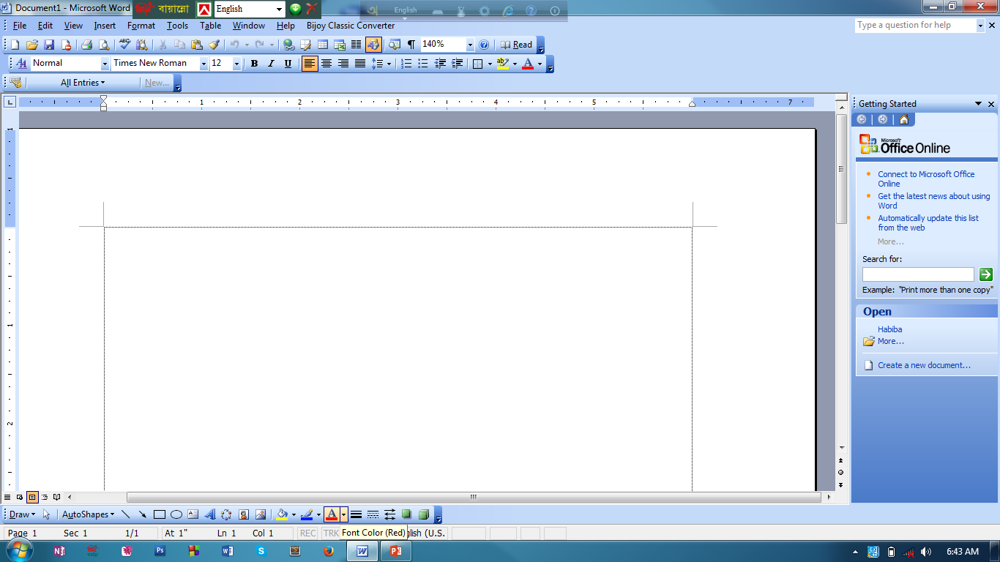 Document1 - Microsoft Word
বায়ান্নো
English
English
File Edit View Insert Format Tools Table Window Help Bijoy Classic Converter
Type a question for help
140%
Read
Normal
Times New Roman
12
B I U
All Entries
New...
1 2 3 4 5 7
Getting Started
Microsoft
Office Online
Connect to Microsoft Office
Online
Get the latest news about using
Word
Automatically update this list
from the web
More...
Search for:
Example: "Print more than one copy"
Open
Habiba
More...
Create a new document...
1
1
2
Draw
AutoShapes
Page 1 Sec 1 1/1 At 1" Ln 1 Col 1 REC TRK
Font Color (Red)
glish (U.S.
6:43 AM